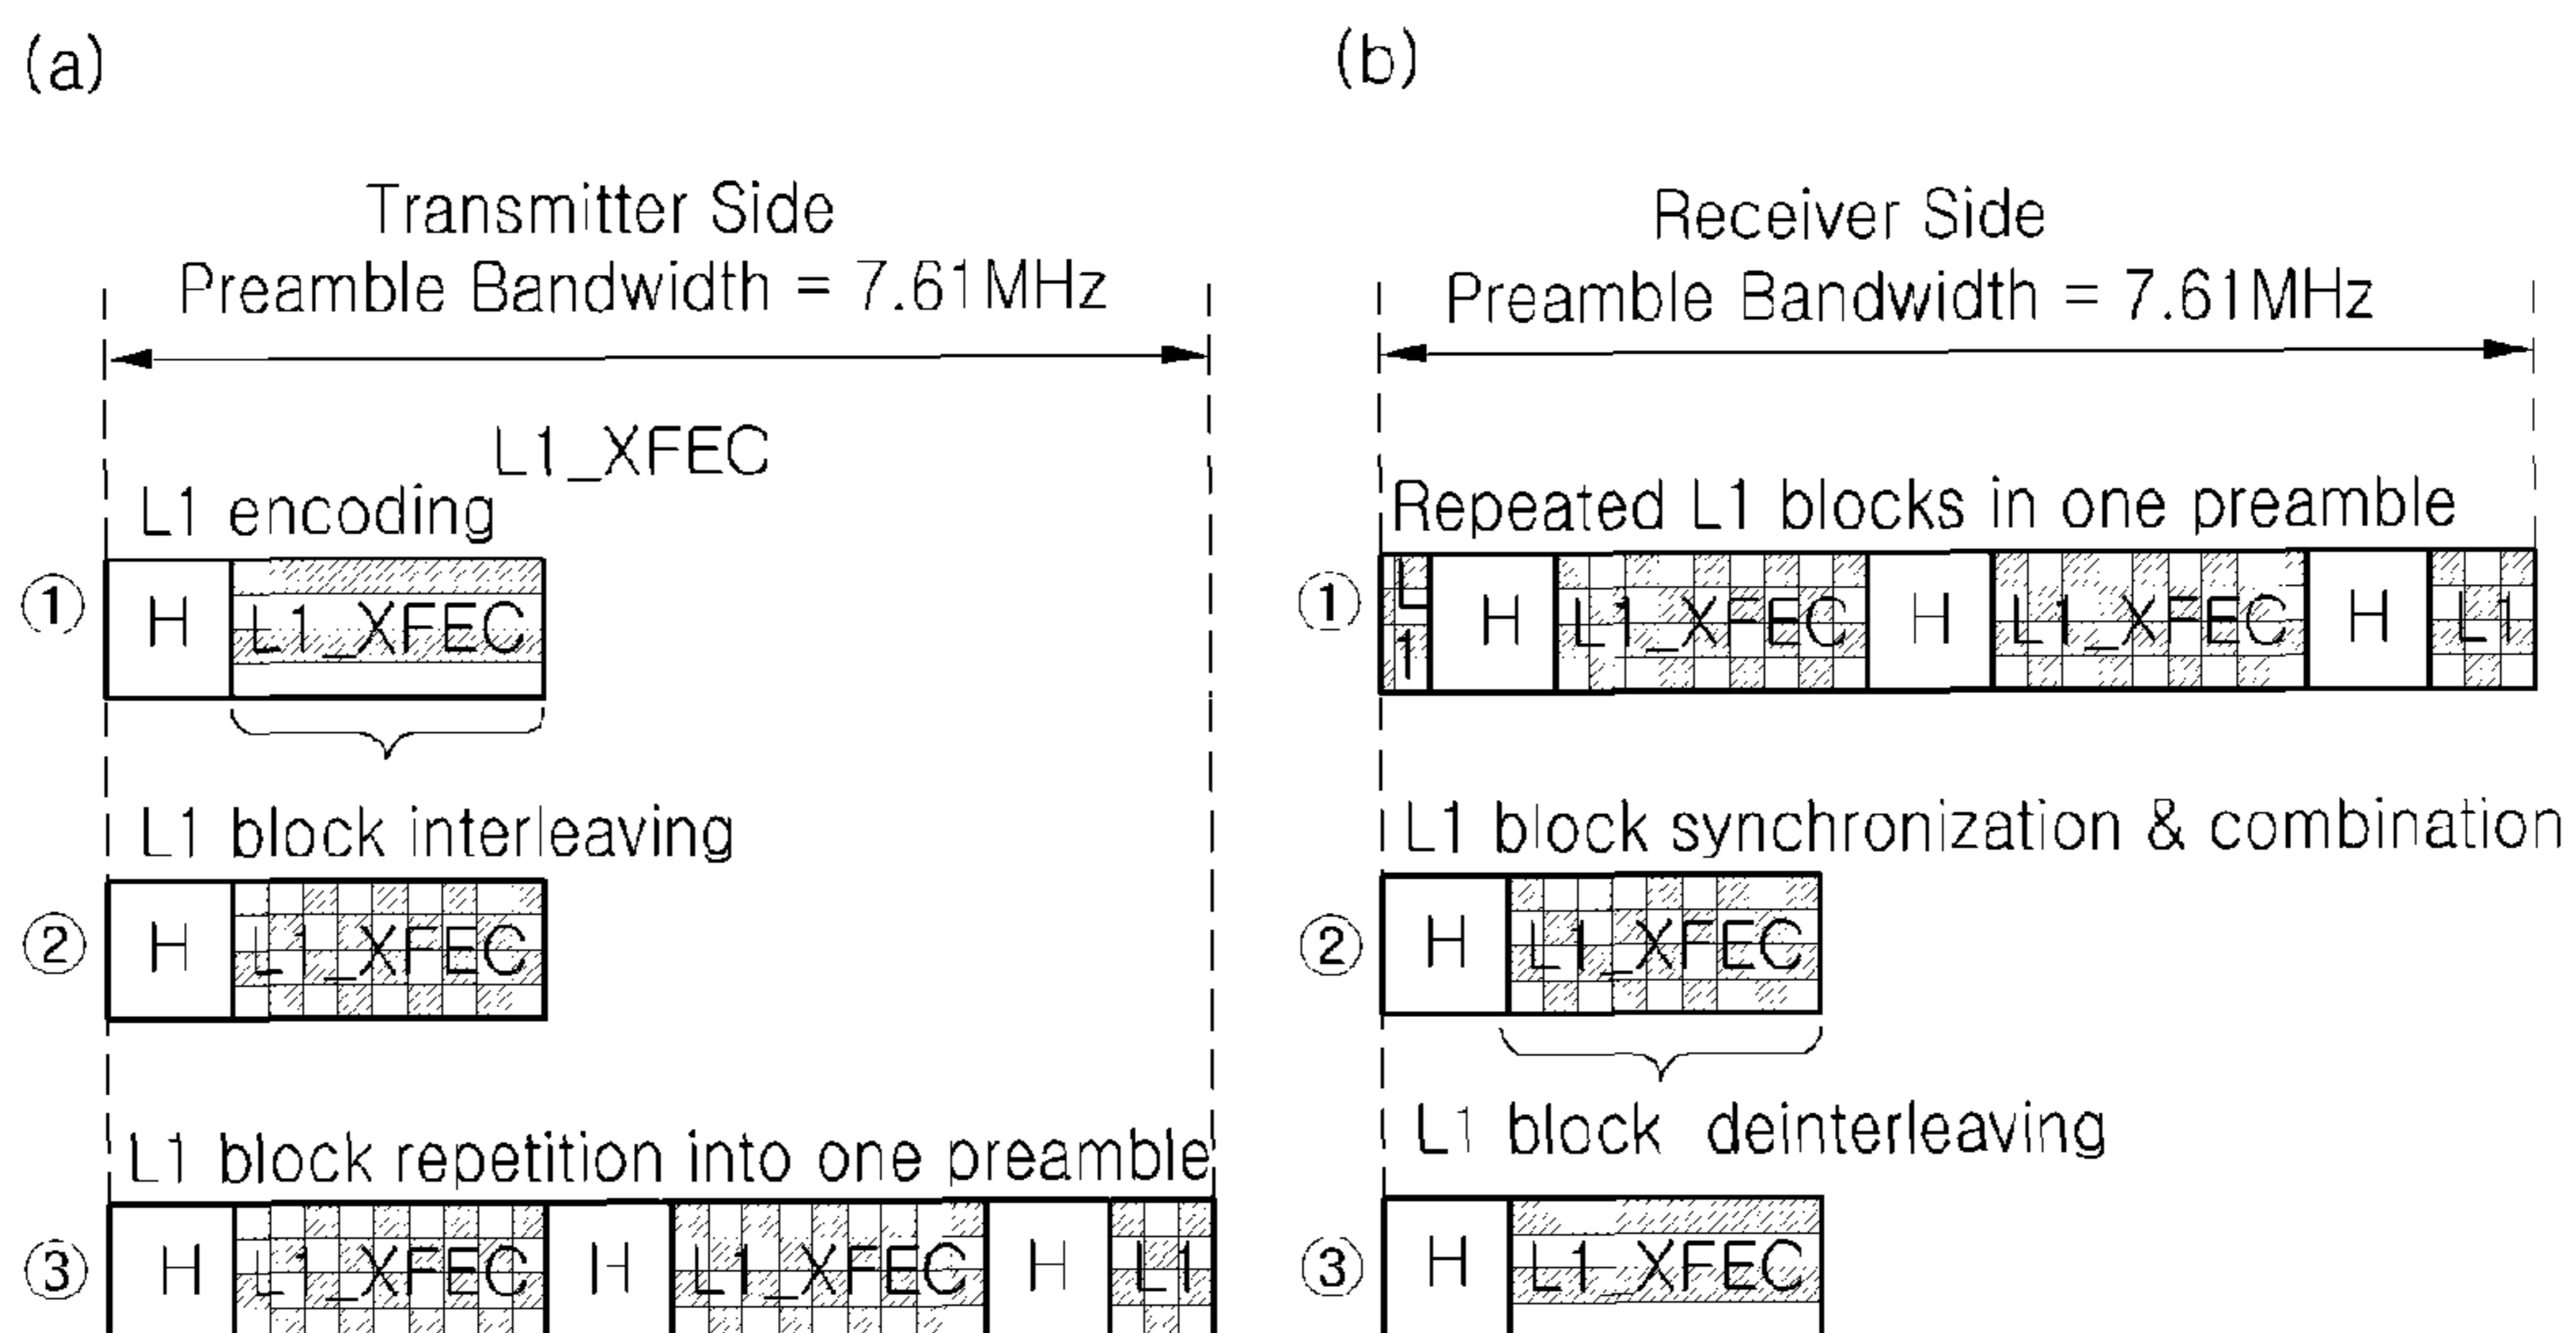 (a)
Transmitter Side
Preamble Bandwidth = 7.61MHz
L1_XFEC
L1 encoding
① H L1_XFEC
L1 block interleaving
② H L1_XFEC
L1 block repetition into one preamble
③ H L1_XFEC H L1_XFEC H L1
(b)
Receiver Side
Preamble Bandwidth = 7.61MHz
Repeated L1 blocks in one preamble
① L1 H L1_XFEC H L1_XFEC H L1
L1 block synchronization & combination
② H L1_XFEC
L1 block deinterleaving
③ H L1_XFEC